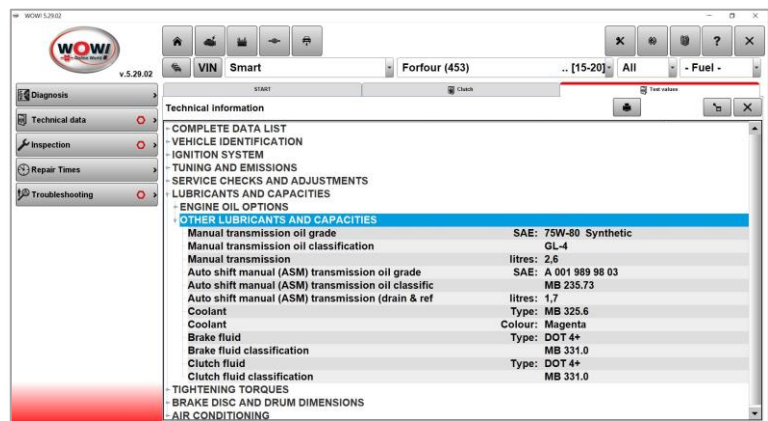 WOW! 5.29.02
WOW!
v.5.29.02
VIN Smart Forfour (453) .. [15-20] All - Fuel -
START Clutch Test values
Diagnosis
Technical data
Inspection
Repair Times
Troubleshooting
Technical information
COMPLETE DATA LIST
VEHICLE IDENTIFICATION
IGNITION SYSTEM
TUNING AND EMISSIONS
SERVICE CHECKS AND ADJUSTMENTS
LUBRICANTS AND CAPACITIES
ENGINE OIL OPTIONS
OTHER LUBRICANTS AND CAPACITIES
Manual transmission oil grade SAE: 75W-80 Synthetic
Manual transmission oil classification GL-4
Manual transmission litres: 2,6
Auto shift manual (ASM) transmission oil grade SAE: A 001 989 98 03
Auto shift manual (ASM) transmission oil classific MB 235.73
Auto shift manual (ASM) transmission (drain & ref litres: 1,7
Coolant Type: MB 325.6
Coolant Colour: Magenta
Brake fluid Type: DOT 4+
Brake fluid classification MB 331.0
Clutch fluid Type: DOT 4+
Clutch fluid classification MB 331.0
TIGHTENING TORQUES
BRAKE DISC AND DRUM DIMENSIONS
AIR CONDITIONING